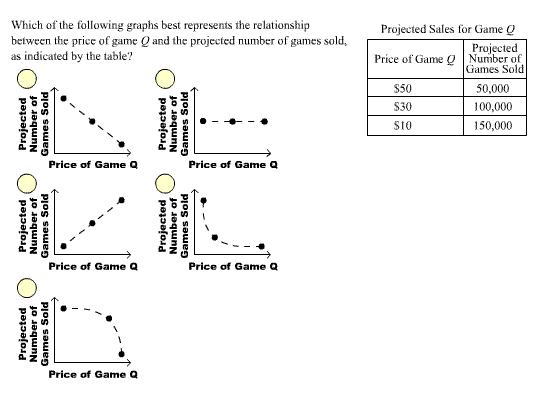 Which of the following graphs best represents the relationship
between the price of game Q and the projected number of games sold,
as indicated by the table?
Projected Sales for Game Q
Price of Game Q
Projected
Number of
Games Sold
$50 50,000
$30 100,000
$10 150,000
Projected
Number of
Games Sold
Price of Game Q
Projected
Number of
Games Sold
Price of Game Q
Projected
Number of
Games Sold
Price of Game Q
Projected
Number of
Games Sold
Price of Game Q
Projected
Number of
Games Sold
Price of Game Q